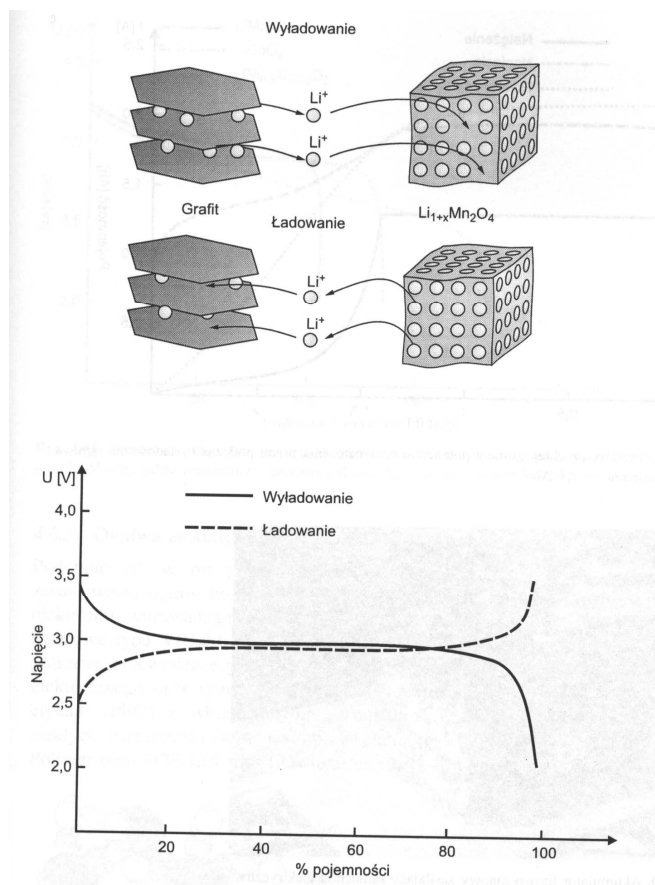 Wyładowanie
Li⁺
Li⁺
Grafit
Ładowanie
Li₁₊ₓMn₂O₄
Li⁺
Li⁺
U [V]
Wyładowanie
Ładowanie
4,0
3,5
3,0
2,5
2,0
Napięcie
20
40
60
80
100
% pojemności